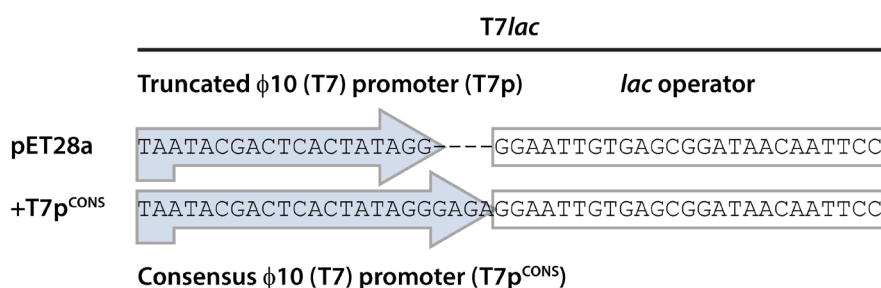 T7lac
Truncated ϕ10 (T7) promoter (T7p) lac operator
pET28a TAATACGACTCACTATAGG----GGAATTGTGAGCGGATAACAATTCC
+T7pCONS TAATACGACTCACTATAGGGAGAGGAATTGTGAGCGGATAACAATTCC
Consensus ϕ10 (T7) promoter (T7pCONS)